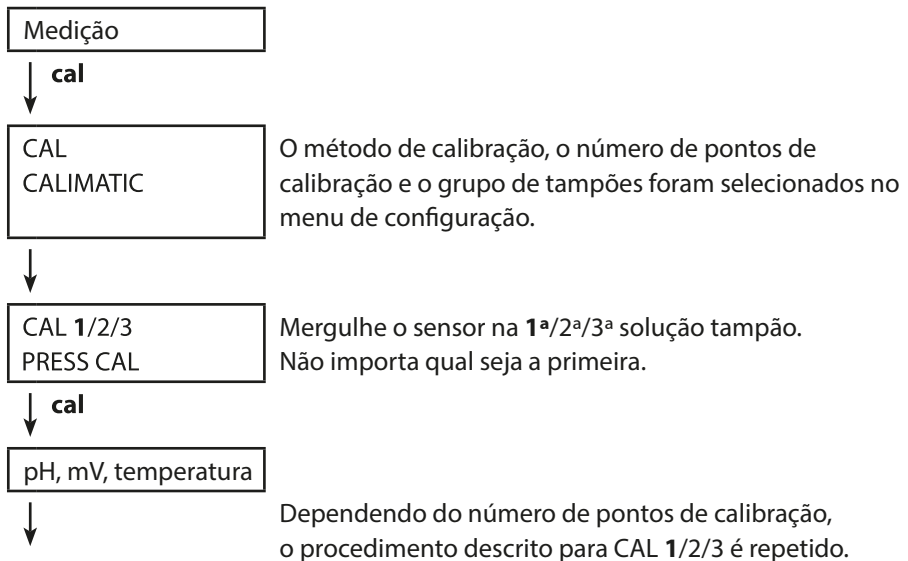 Medição
cal
CAL
CALIMATIC
O método de calibração, o número de pontos de
calibração e o grupo de tampões foram selecionados no
menu de configuração.
CAL 1/2/3
PRESS CAL
Mergulhe o sensor na 1ª/2ª/3ª solução tampão.
Não importa qual seja a primeira.
cal
pH, mV, temperatura
Dependendo do número de pontos de calibração,
o procedimento descrito para CAL 1/2/3 é repetido.